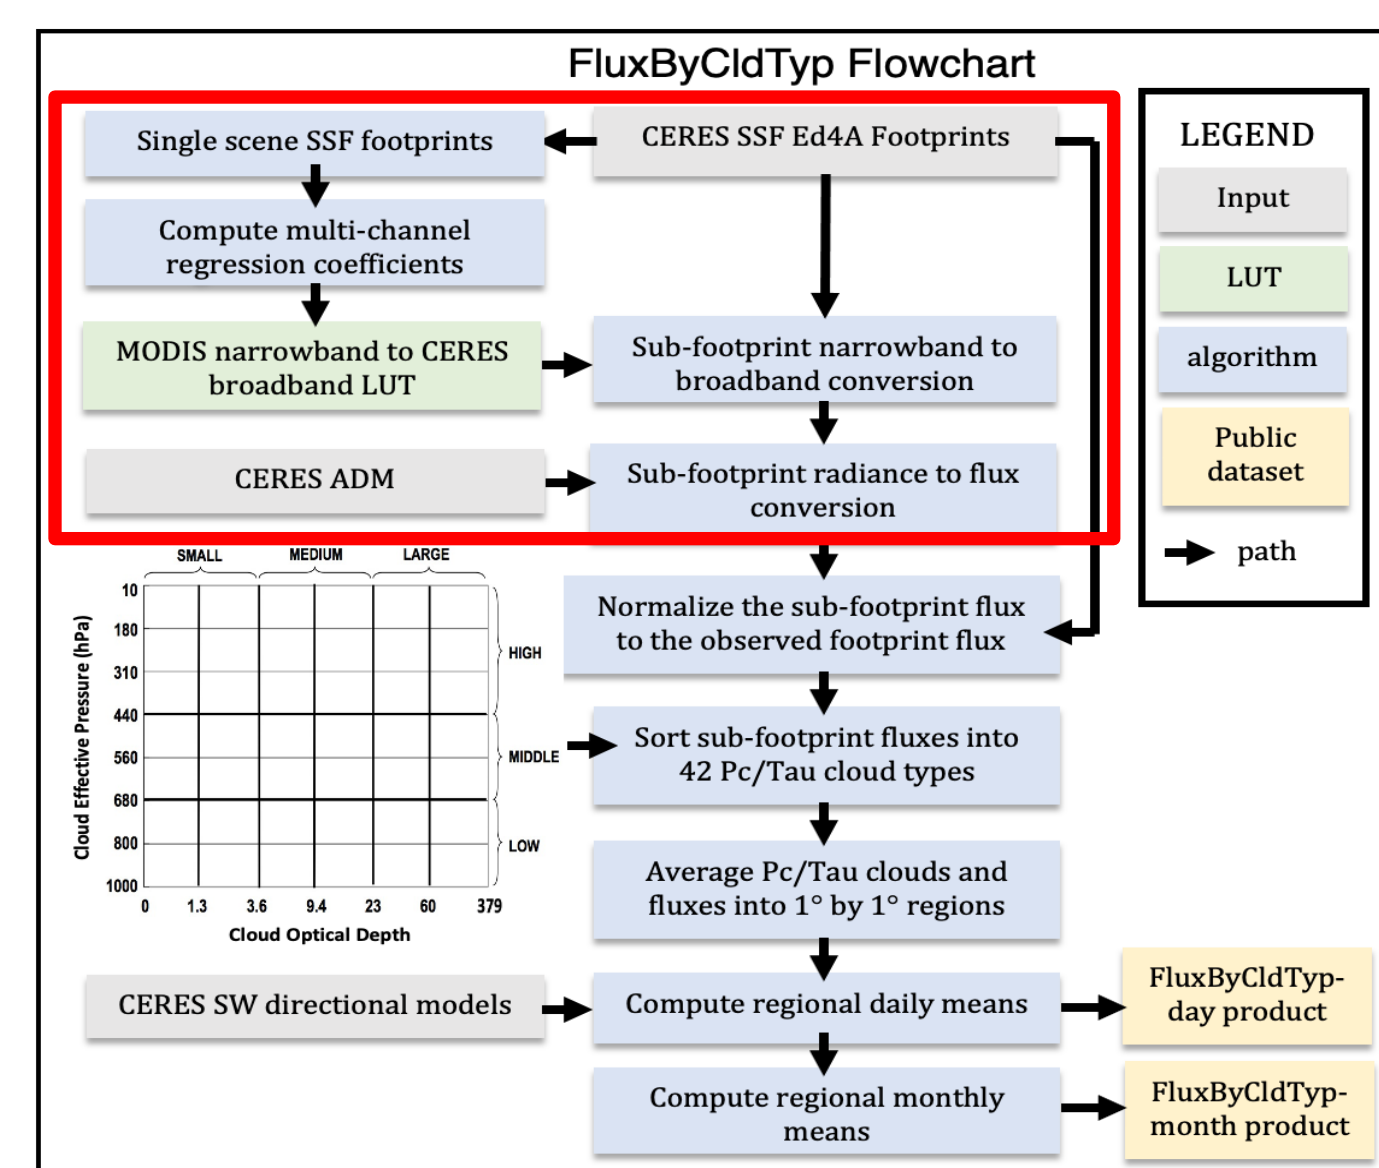 FluxByCldTyp Flowchart
Single scene SSF footprints
CERES SSF Ed4A Footprints
Compute multi-channel
regression coefficients
MODIS narrowband to CERES
broadband LUT
Sub-footprint narrowband to
broadband conversion
CERES ADM
Sub-footprint radiance to flux
conversion
LEGEND
Input
LUT
algorithm
Public
dataset
path
SMALL
MEDIUM
LARGE
10
180
310
440
560
680
800
1000
Cloud Effective Pressure (hPa)
HIGH
MIDDLE
LOW
0
1.3
3.6
9.4
23
60
379
Cloud Optical Depth
Normalize the sub-footprint flux
to the observed footprint flux
Sort sub-footprint fluxes into
42 Pc/Tau cloud types
Average Pc/Tau clouds and
fluxes into 1° by 1° regions
CERES SW directional models
Compute regional daily means
FluxByCldTyp-
day product
Compute regional monthly
means
FluxByCldTyp-
month product